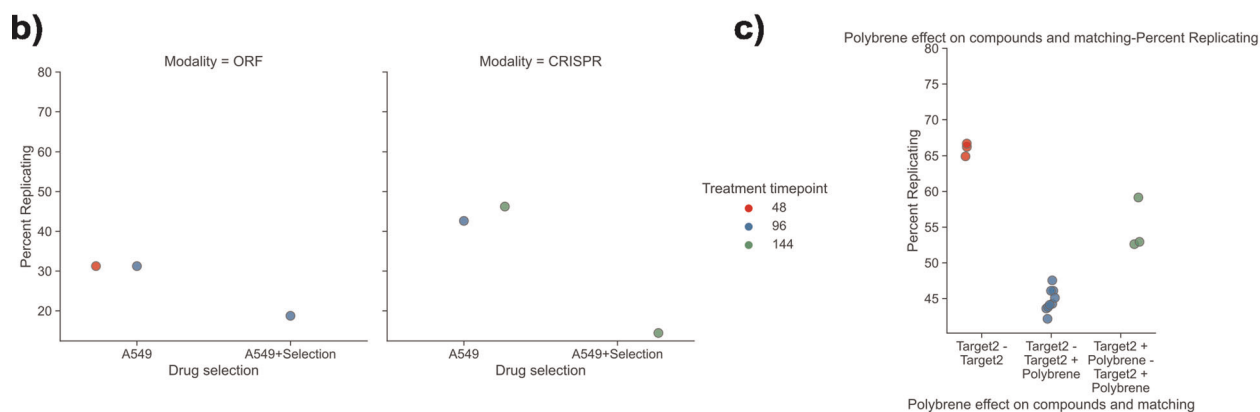 b)
Modality = ORF
Modality = CRISPR
Percent Replicating
80
70
60
50
40
30
20
A549
A549+Selection
Drug selection
A549
A549+Selection
Drug selection
Treatment timepoint
48
96
144
c)
Polybrene effect on compounds and matching-Percent Replicating
Percent Replicating
80
75
70
65
60
55
50
45
Target2 -
Target2
Target2 -
Target2 +
Polybrene
Target2 +
Polybrene -
Target2 +
Polybrene
Polybrene effect on compounds and matching